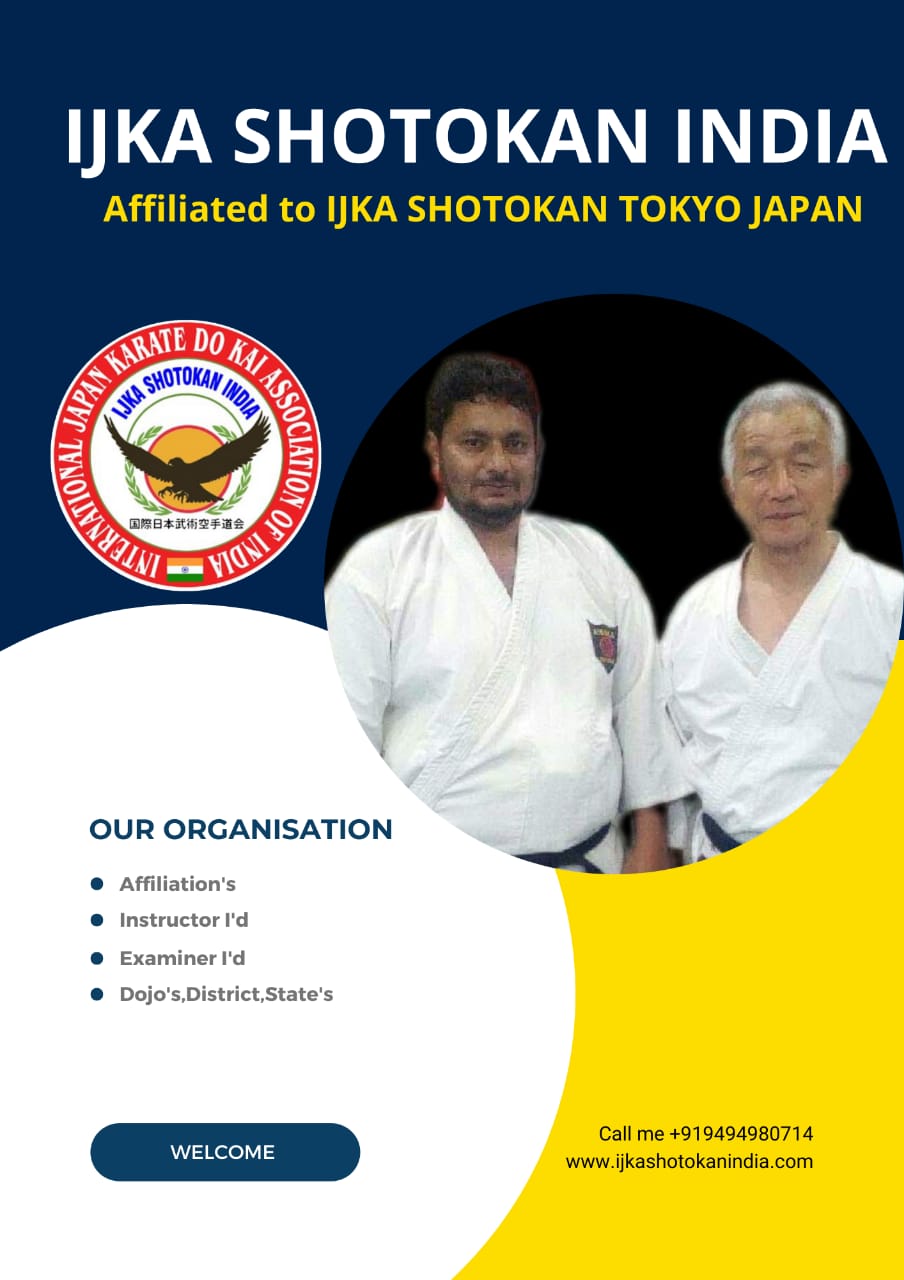 IJKA SHOTOKAN INDIA
Affiliated to IJKA SHOTOKAN TOKYO JAPAN
INTERNATIONAL JAPAN KARATE DO KAI ASSOCIATION OF INDIA
IJKA SHOTOKAN INDIA
国際日本武術空手道会
OUR ORGANISATION
Affiliation's
Instructor I'd
Examiner I'd
Dojo's,District,State's
WELCOME
Call me +919494980714
www.ijkashotokanindia.com